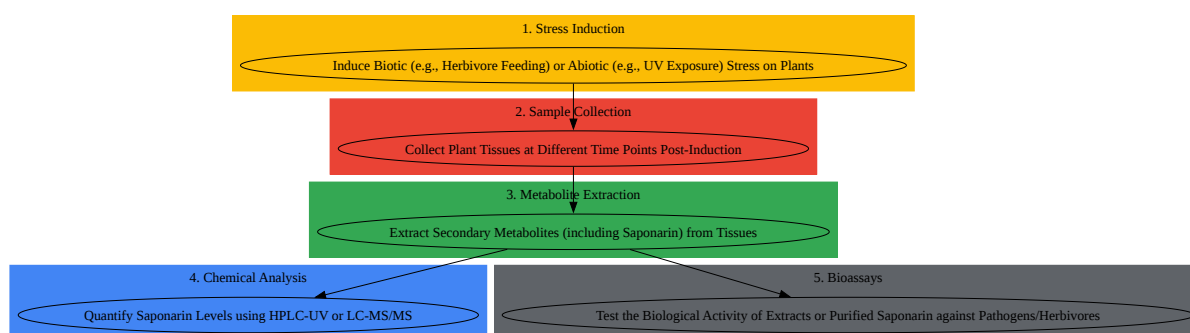 1. Stress Induction
Induce Biotic (e.g., Herbivore Feeding) or Abiotic (e.g., UV Exposure) Stress on Plants
2. Sample Collection
Collect Plant Tissues at Different Time Points Post-Induction
3. Metabolite Extraction
Extract Secondary Metabolites (including Saponarin) from Tissues
4. Chemical Analysis
Quantify Saponarin Levels using HPLC-UV or LC-MS/MS
5. Bioassays
Test the Biological Activity of Extracts or Purified Saponarin against Pathogens/Herbivores